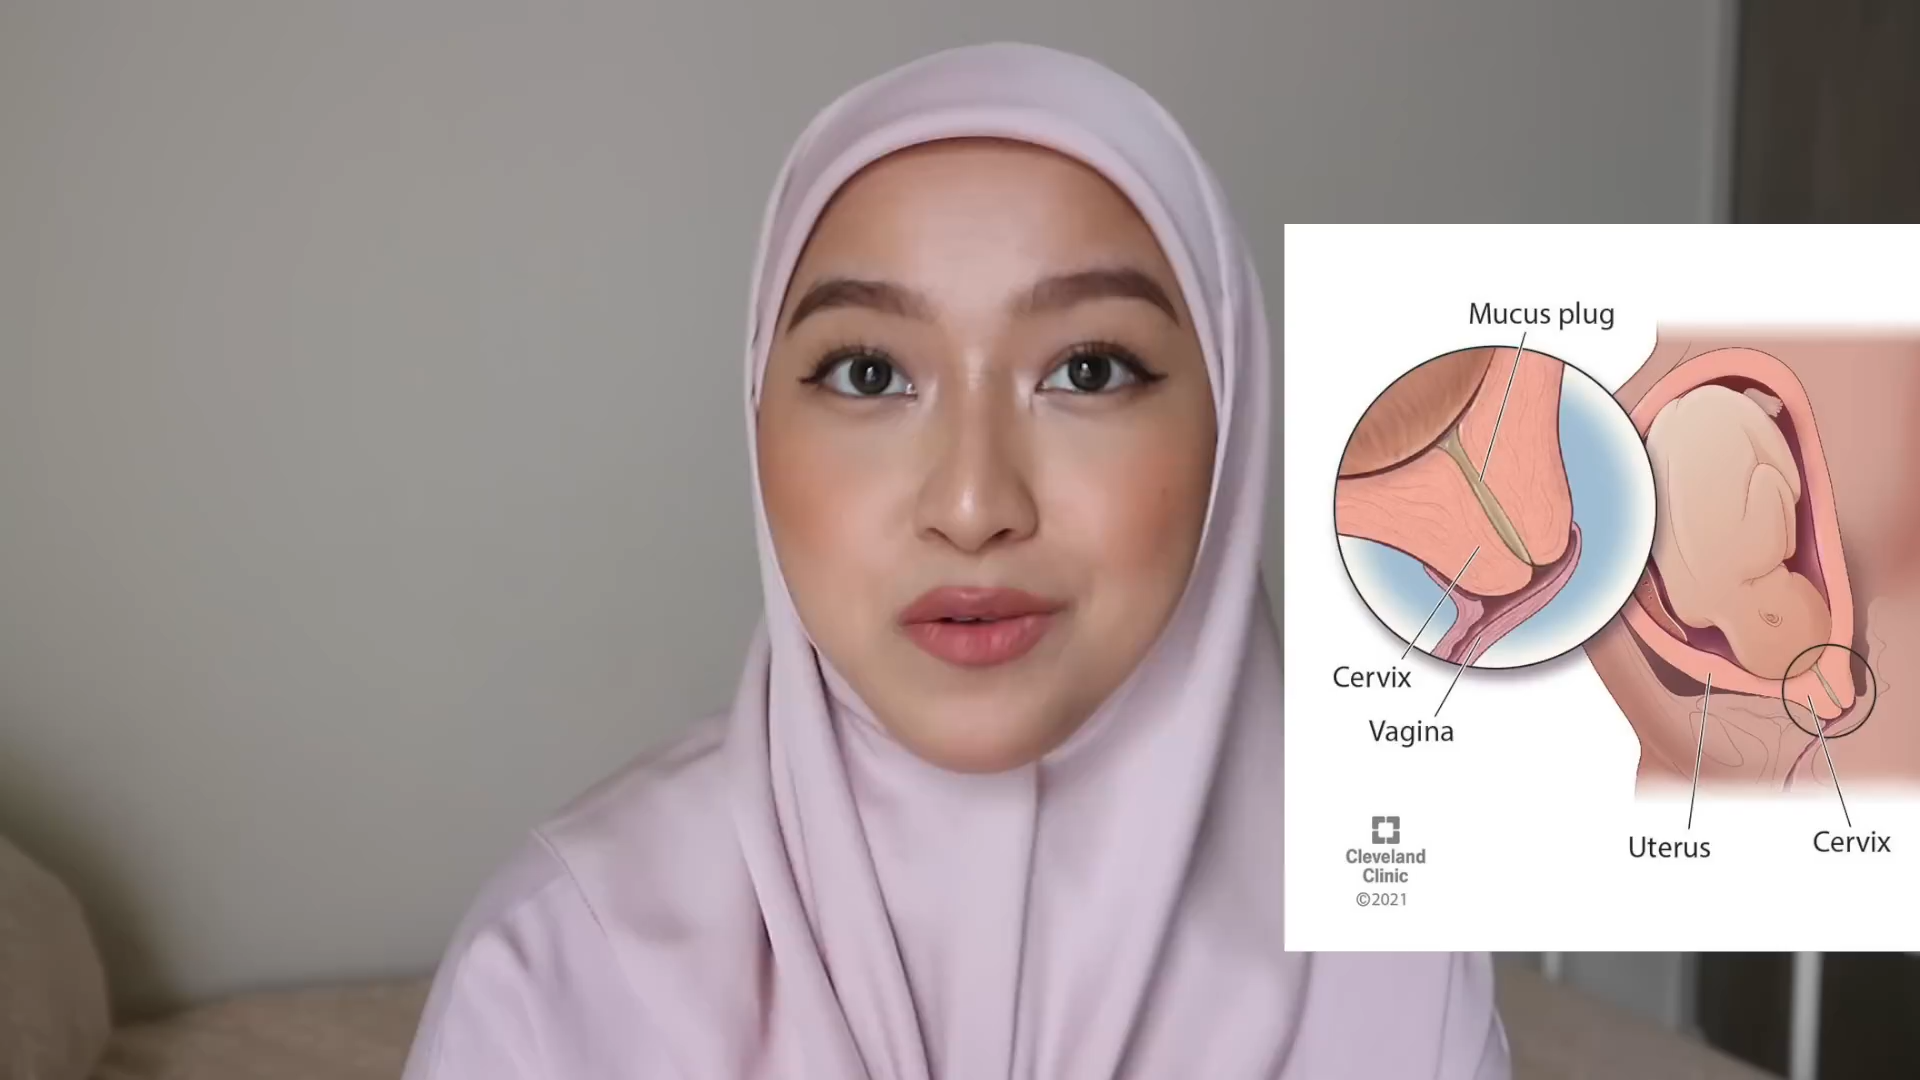 Mucus plug
Cervix
Vagina
Uterus
Cervix
Cleveland
Clinic
©2021